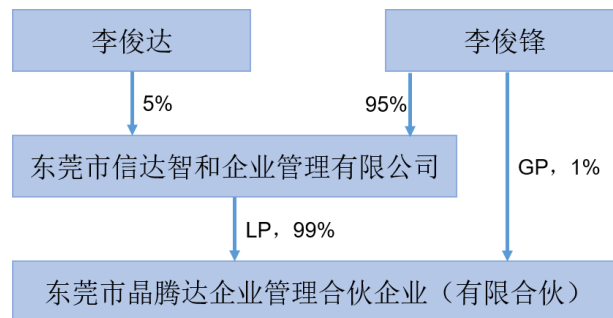 李俊达
李俊锋
5%
95%
东莞市信达智和企业管理有限公司
GP，1%
LP，99%
东莞市晶腾达企业管理合伙企业（有限合伙）